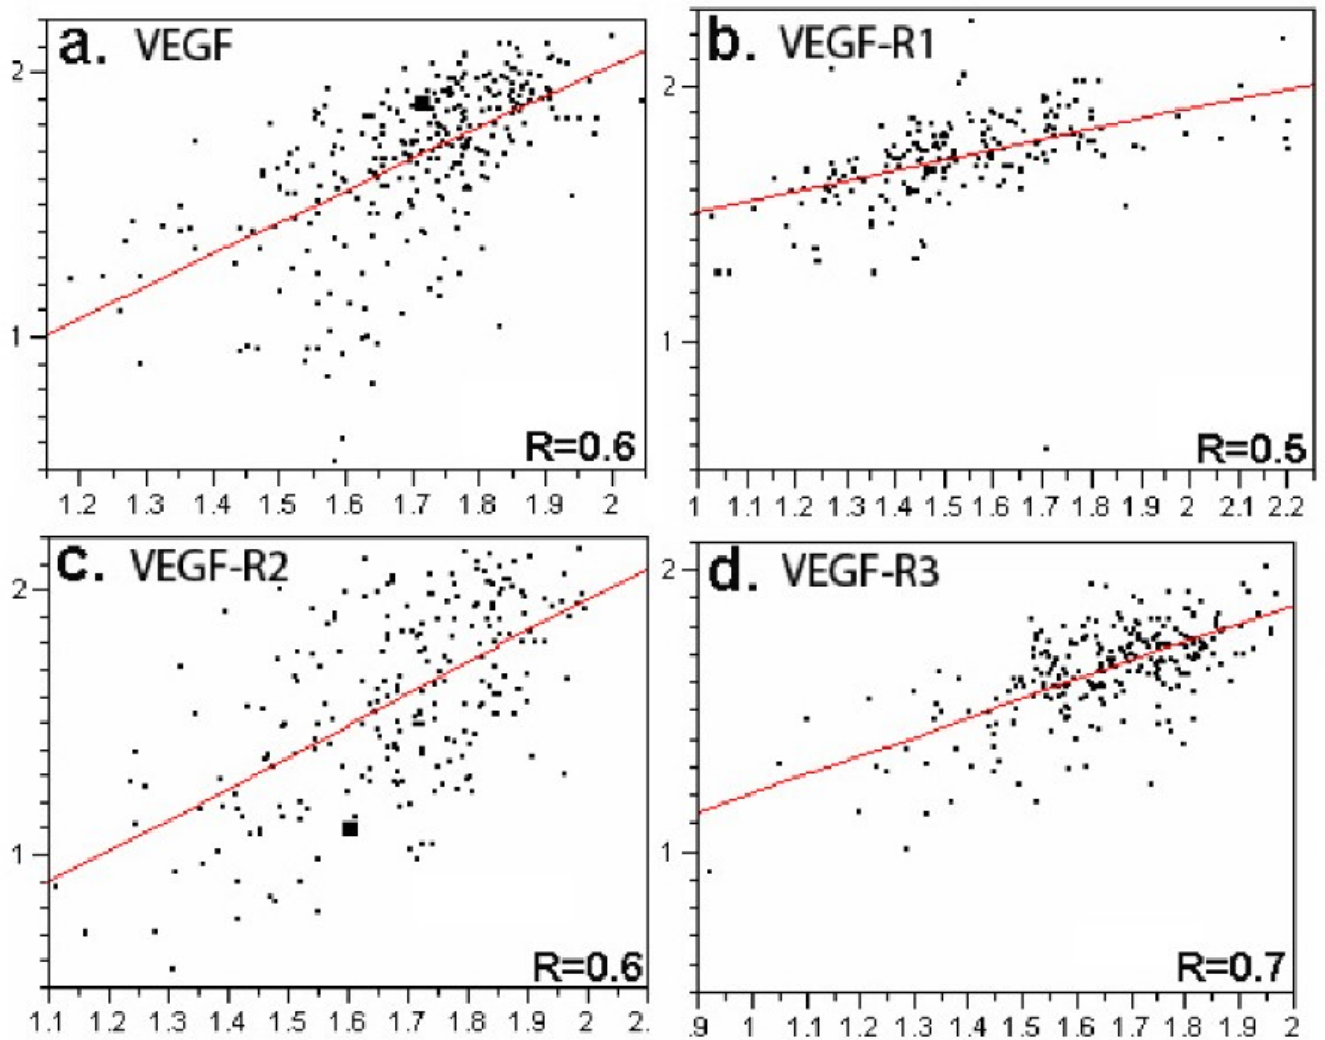 a. VEGF
2
1
R=0.6
1.2 1.3 1.4 1.5 1.6 1.7 1.8 1.9 2
b. VEGF-R1
2
1
R=0.5
1 1.1 1.2 1.3 1.4 1.5 1.6 1.7 1.8 1.9 2 2.1 2.2
c. VEGF-R2
2
1
R=0.6
1.1 1.2 1.3 1.4 1.5 1.6 1.7 1.8 1.9 2 2.
d. VEGF-R3
2
1
R=0.7
.9 1 1.1 1.2 1.3 1.4 1.5 1.6 1.7 1.8 1.9 2